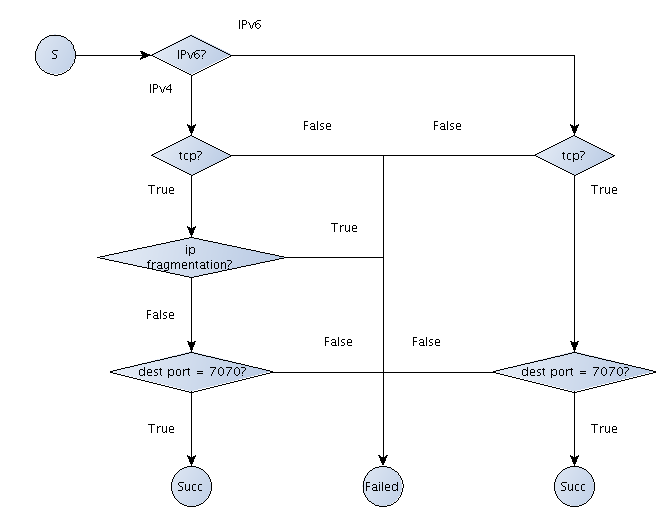 IPv6
S
IPv6?
IPv4
False
False
tcp?
tcp?
True
True
True
ip
fragmentation?
False
False
False
dest port = 7070?
dest port = 7070?
True
True
Succ
Failed
Succ